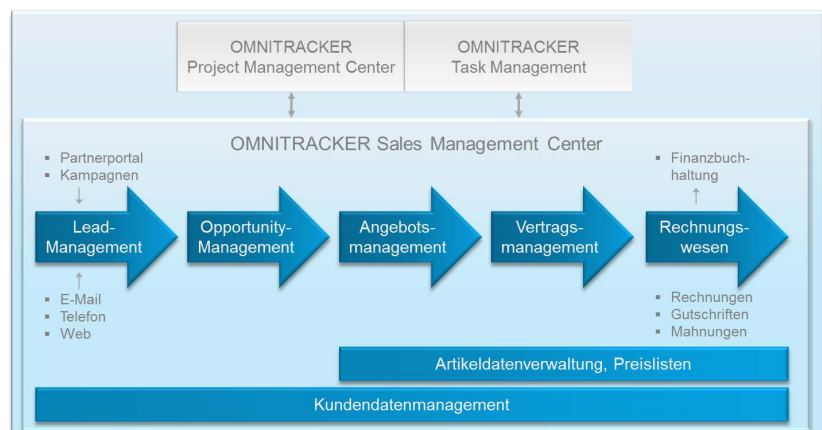 OMNITRACKER
Project Management Center
OMNITRACKER
Task Management
OMNITRACKER Sales Management Center
▪ Partnerportal
▪ Kampagnen
▪ Finanzbuch-
haltung
Lead-
Management
Opportunity-
Management
Angebots-
management
Vertrags-
management
Rechnungs-
wesen
▪ E-Mail
▪ Telefon
▪ Web
▪ Rechnungen
▪ Gutschriften
▪ Mahnungen
Artikeldatenverwaltung, Preislisten
Kundendatenmanagement